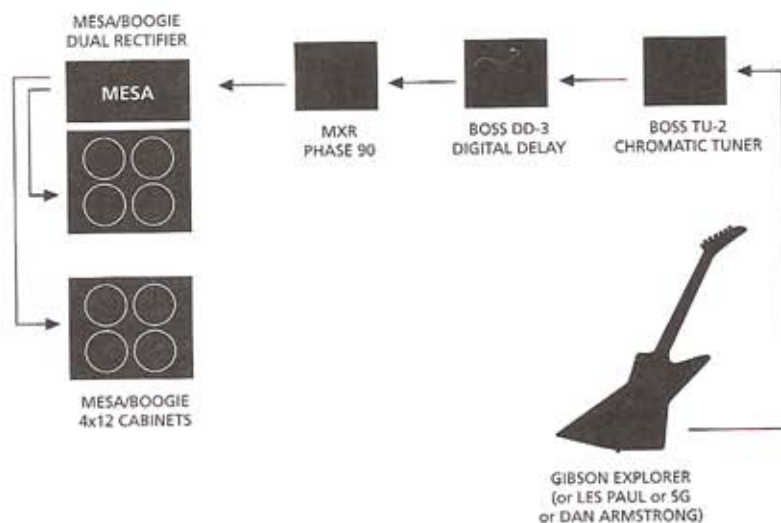 MESA/BOOGIE
DUAL RECTIFIER
MESA
MXR
PHASE 90
BOSS DD-3
DIGITAL DELAY
BOSS TU-2
CHROMATIC TUNER
MESA/BOOGIE
4x12 CABINETS
GIBSON EXPLORER
(or LES PAUL or SG
or DAN ARMSTRONG)